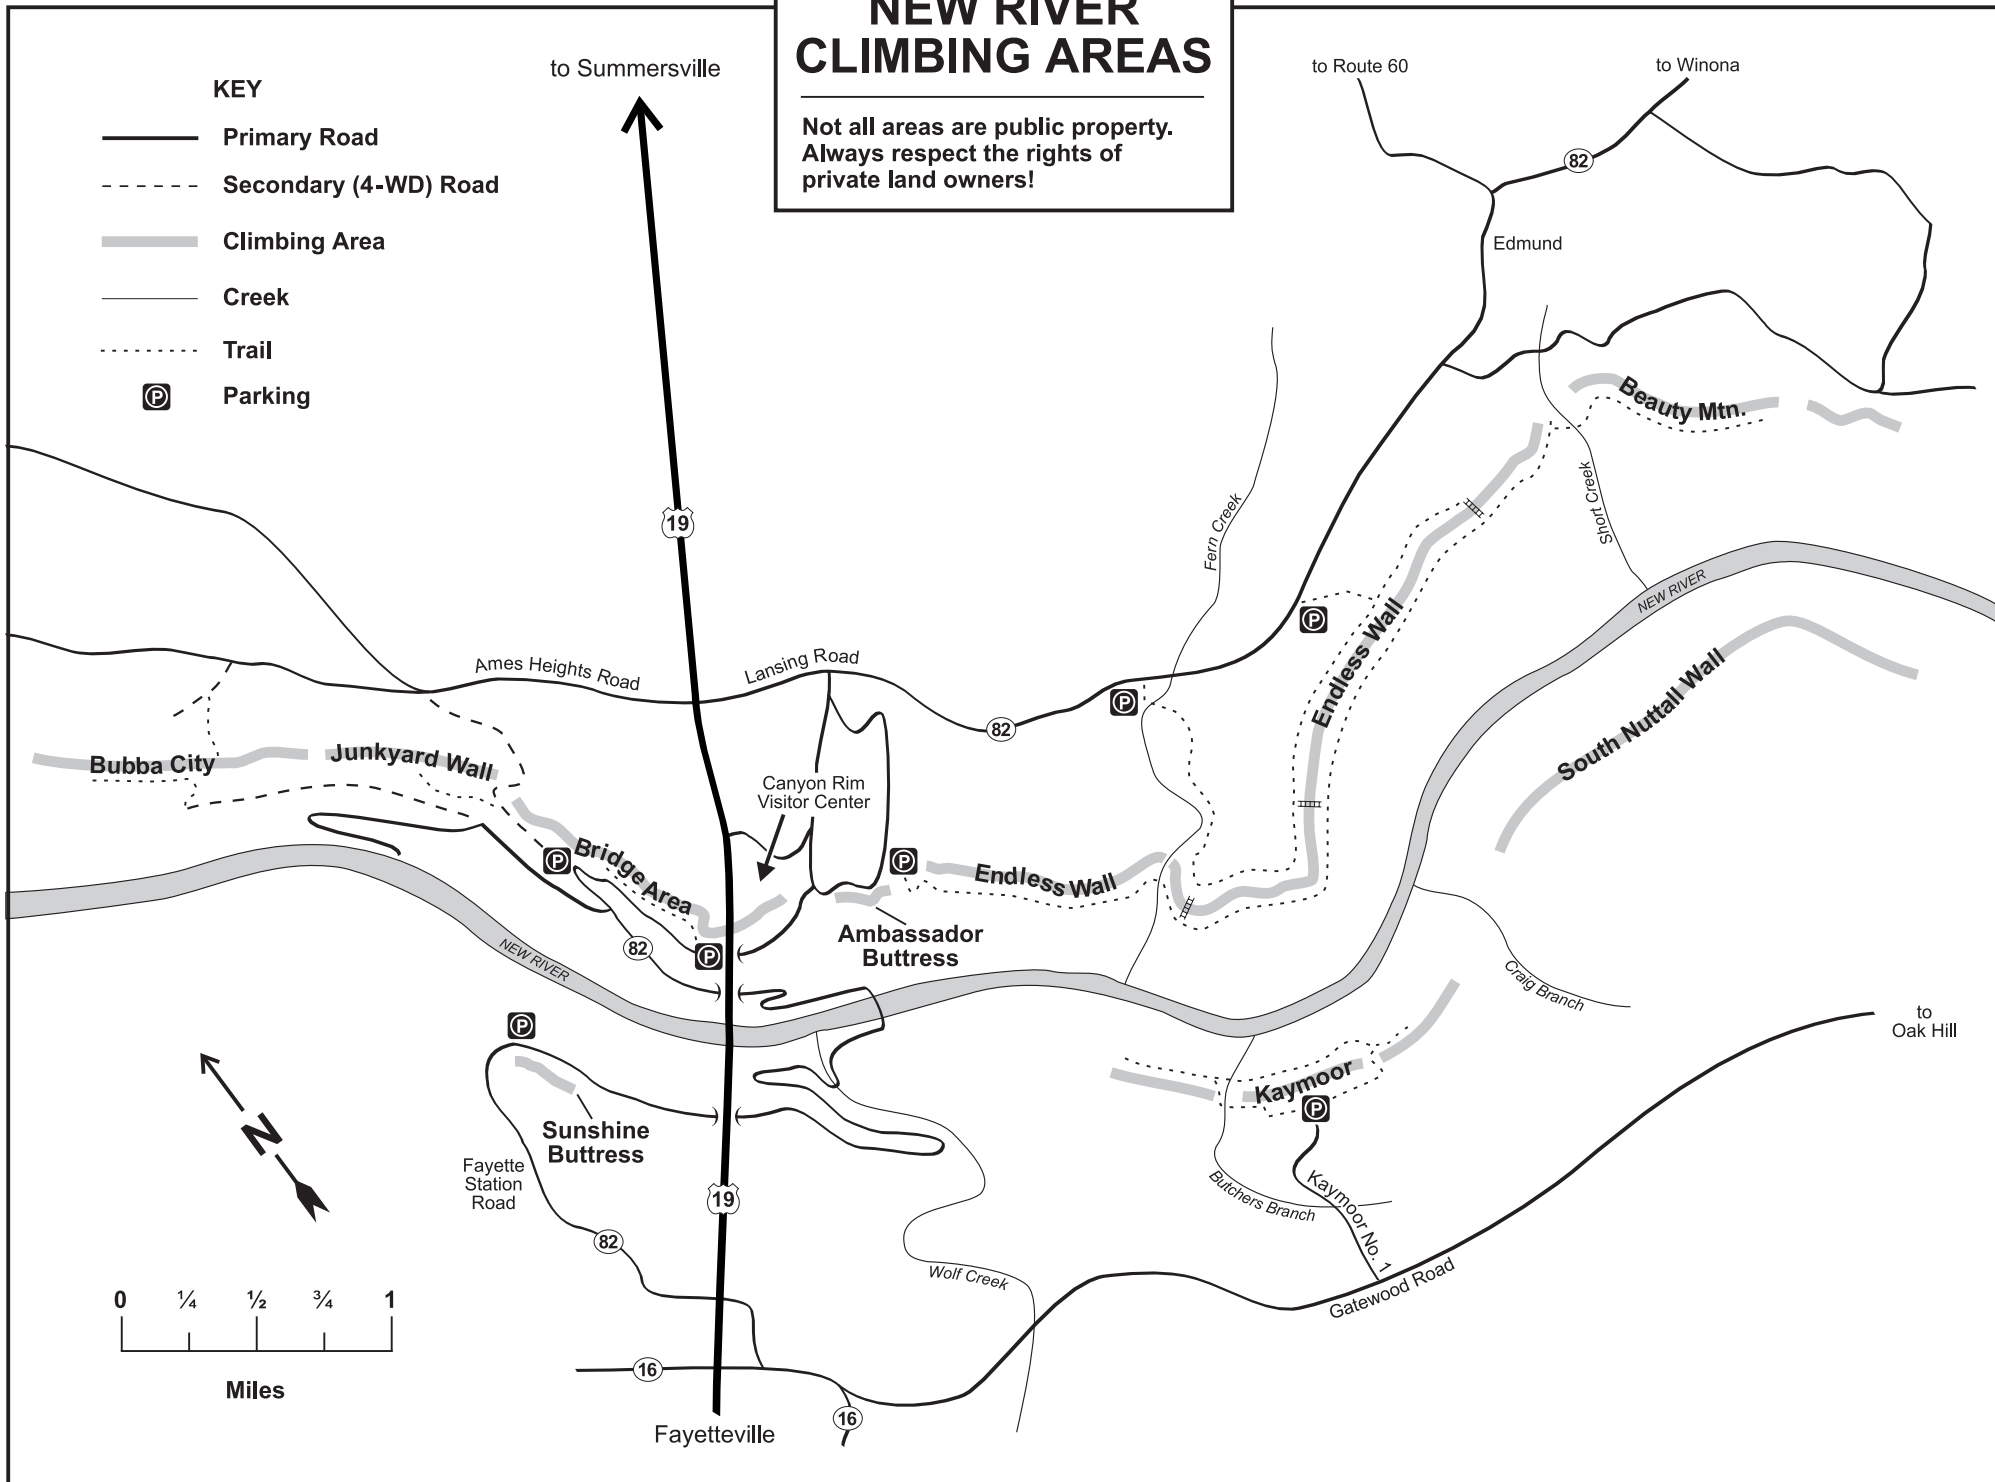 NEW RIVER
CLIMBING AREAS
Not all areas are public property.
Always respect the rights of
private land owners!
KEY
Primary Road
Secondary (4-WD) Road
Climbing Area
Creek
Trail
P
Parking
to Summersville
to Route 60
to Winona
82
Edmund
Beauty Mtn.
19
Fern Creek
Short Creek
NEW RIVER
P
Endless Wall
South Nuttall Wall
Ames Heights Road
Lansing Road
82
P
Bubba City
Junkyard Wall
Canyon Rim
Visitor Center
P
Bridge Area
P
Endless Wall
Ambassador
Buttress
82
P
NEW RIVER
Craig Branch
to
Oak Hill
P
Sunshine
Buttress
Kaymoor
P
N
Fayette
Station
Road
19
Butchers Branch
Kaymoor No. 1
82
Wolf Creek
Gatewood Road
0 ¼ ½ ¾ 1
Miles
16
16
Fayetteville